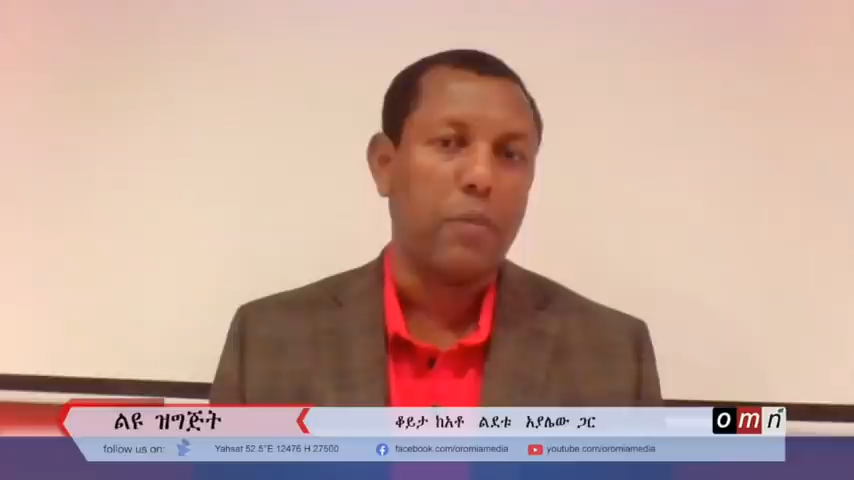 ልዩ ዝግጅት
ቆይታ ከአቶ ልደቱ አያሌው ጋር
omn
follow us on: Yahsat 52.5°E 12476 H 27500 facebook.com/oromiamedia youtube.com/oromiamedia